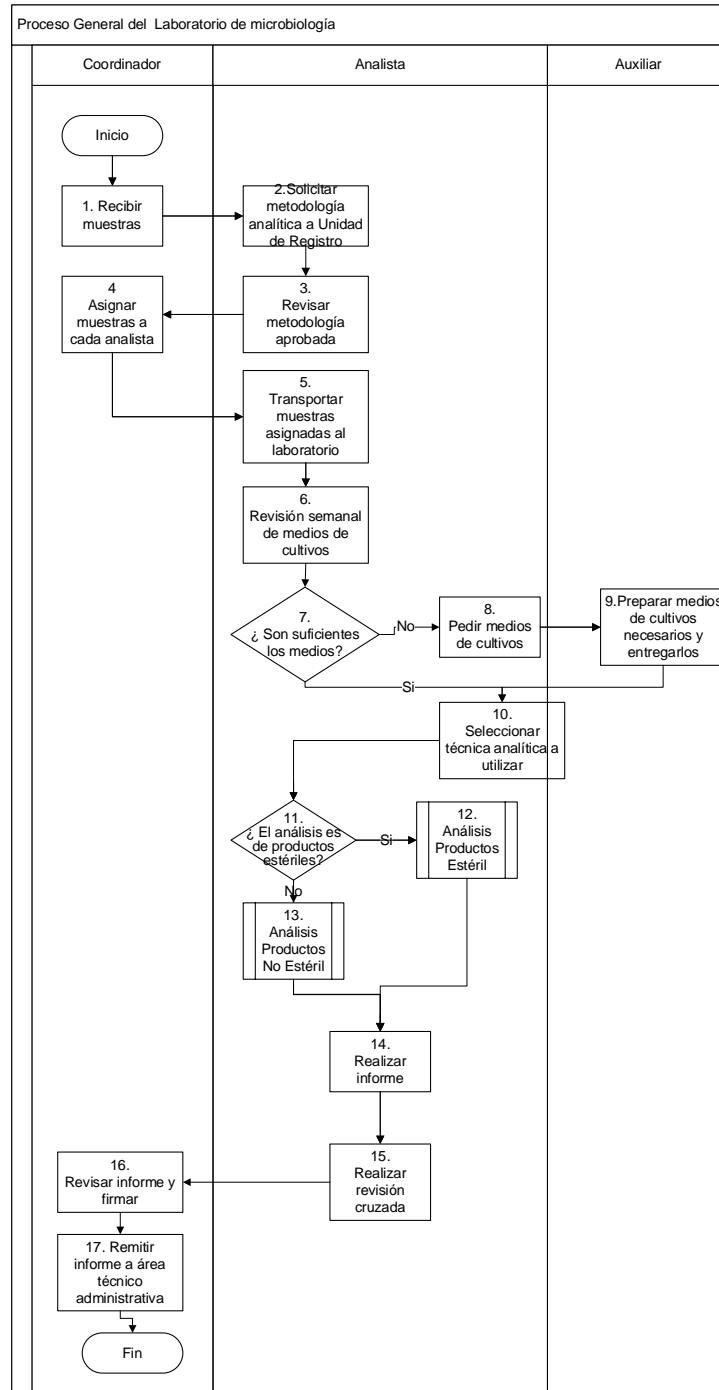 Proceso General del Laboratorio de microbiología
Coordinador
Analista
Auxiliar
Inicio
1. Recibir
muestras
2.Solicitar
metodología
analítica a Unidad
de Registro
3.
Revisar
metodología
aprobada
4
Asignar
muestras a
cada analista
5.
Transportar
muestras
asignadas al
laboratorio
6.
Revisión semanal
de medios de
cultivos
7.
¿ Son suficientes
los medios?
No
8.
Pedir medios
de cultivos
9.Preparar medios
de cultivos
necesarios y
entregarlos
Si
10.
Seleccionar
técnica analítica a
utilizar
11.
¿ El análisis es
de productos
estériles?
Si
12.
Análisis
Productos
Estéril
No
13.
Análisis
Productos
No Estéril
14.
Realizar
informe
15.
Realizar
revisión
cruzada
16.
Revisar informe y
firmar
17. Remitir
informe a área
técnico
administrativa
Fin